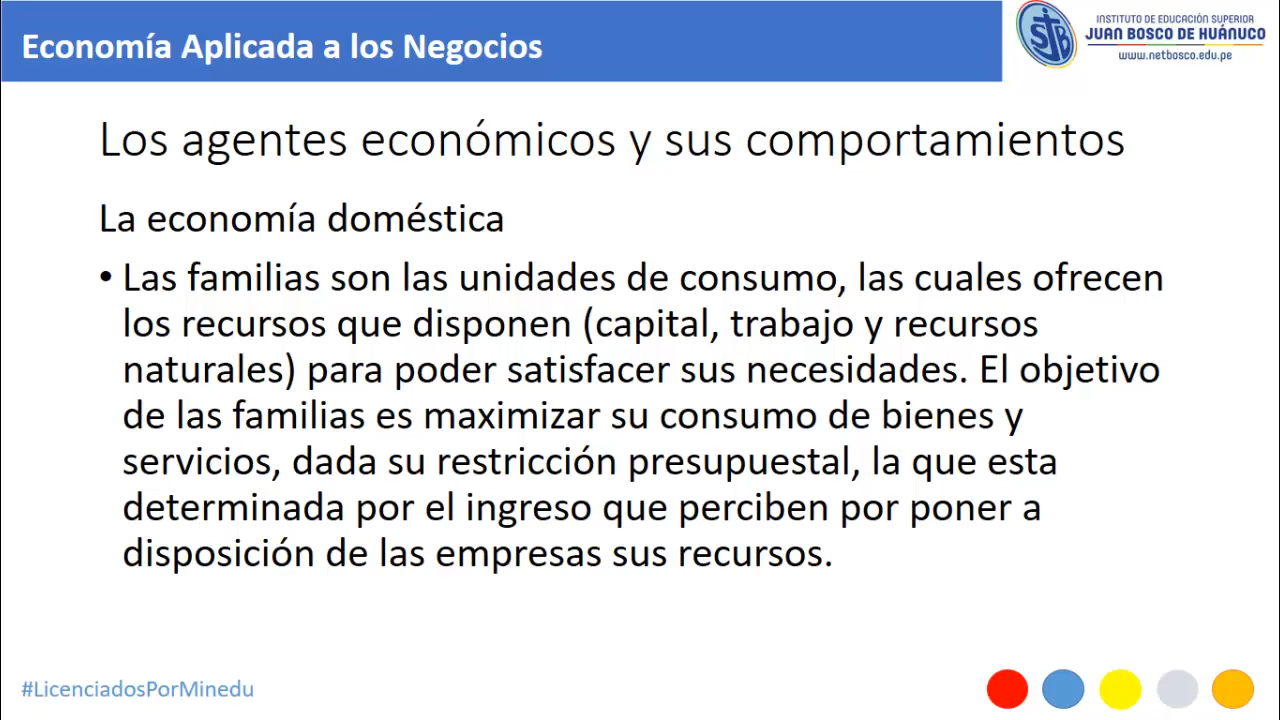 Economía Aplicada a los Negocios
INSTITUTO DE EDUCACIÓN SUPERIOR
JUAN BOSCO DE HUÁNUCO
www.netbosco.edu.pe
SJB
Los agentes económicos y sus comportamientos
La economía doméstica
• Las familias son las unidades de consumo, las cuales ofrecen
los recursos que disponen (capital, trabajo y recursos
naturales) para poder satisfacer sus necesidades. El objetivo
de las familias es maximizar su consumo de bienes y
servicios, dada su restricción presupuestal, la que esta
determinada por el ingreso que perciben por poner a
disposición de las empresas sus recursos.
#LicenciadosPorMinedu